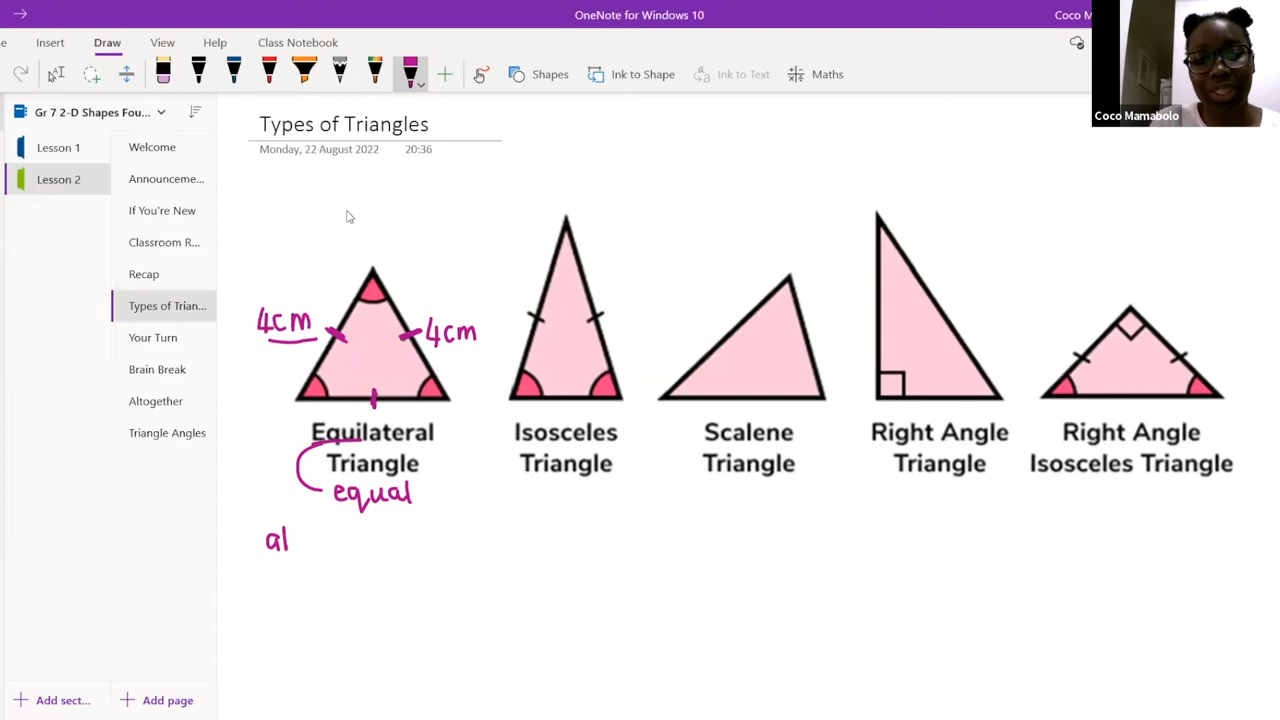 OneNote for Windows 10
Coco M
Insert Draw View Help Class Notebook
Shapes Ink to Shape Ink to Text Maths
Gr 7 2-D Shapes Fou...
Lesson 1
Lesson 2
Welcome
Announceme...
If You're New
Classroom R...
Recap
Types of Trian...
Your Turn
Brain Break
Altogether
Triangle Angles
Add sect... Add page
Coco Mamabolo
Types of Triangles
Monday, 22 August 2022 20:36
4cm 4cm
Equilateral
Triangle
equal
al
Isosceles
Triangle
Scalene
Triangle
Right Angle
Triangle
Right Angle
Isosceles Triangle